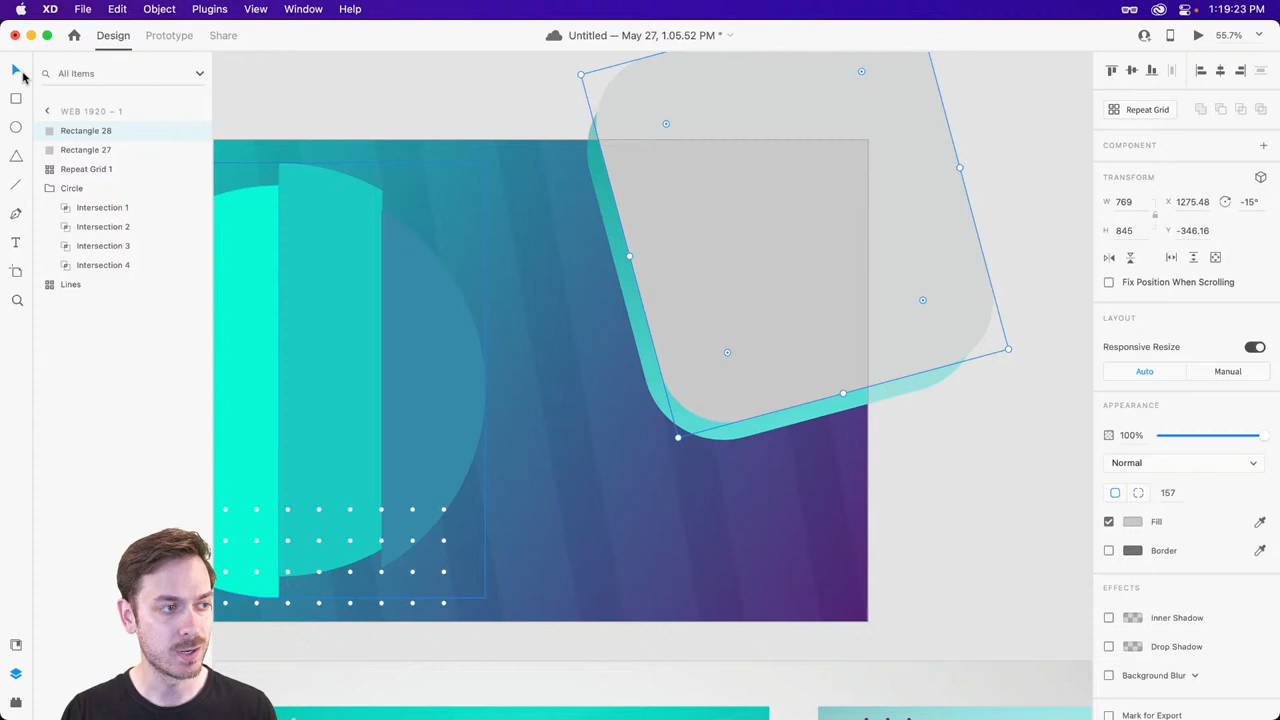 XD File Edit Object Plugins View Window Help 1:19:23 PM
Design Prototype Share Untitled — May 27, 1.05.52 PM * 55.7%
All Items
WEB 1920 – 1
Rectangle 28
Rectangle 27
Repeat Grid 1
Circle
Intersection 1
Intersection 2
Intersection 3
Intersection 4
Lines
Repeat Grid
COMPONENT
TRANSFORM
W 769 X 1275.48 -15°
H 845 Y -346.16
Fix Position When Scrolling
LAYOUT
Responsive Resize
Auto Manual
APPEARANCE
100%
Normal
157
Fill
Border
EFFECTS
Inner Shadow
Drop Shadow
Background Blur
Mark for Export